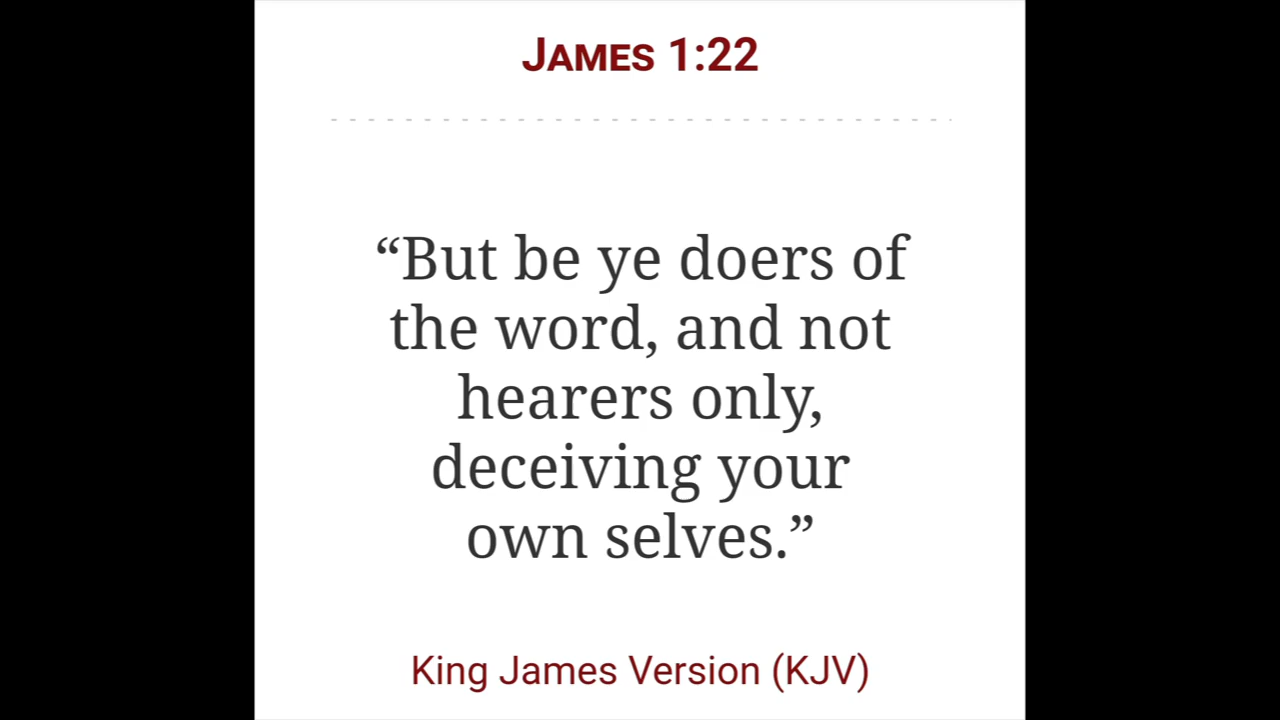 James 1:22
“But be ye doers of
the word, and not
hearers only,
deceiving your
own selves.”
King James Version (KJV)